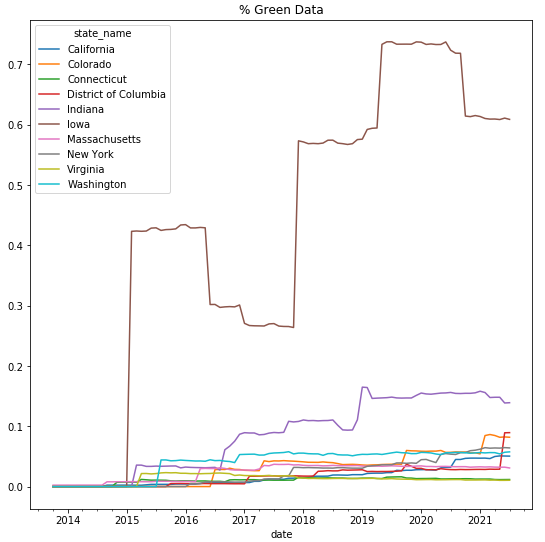 % Green Data
state_name
California
Colorado
Connecticut
District of Columbia
Indiana
Iowa
Massachusetts
New York
Virginia
Washington
0.7
0.6
0.5
0.4
0.3
0.2
0.1
0.0
2014 2015 2016 2017 2018 2019 2020 2021
date